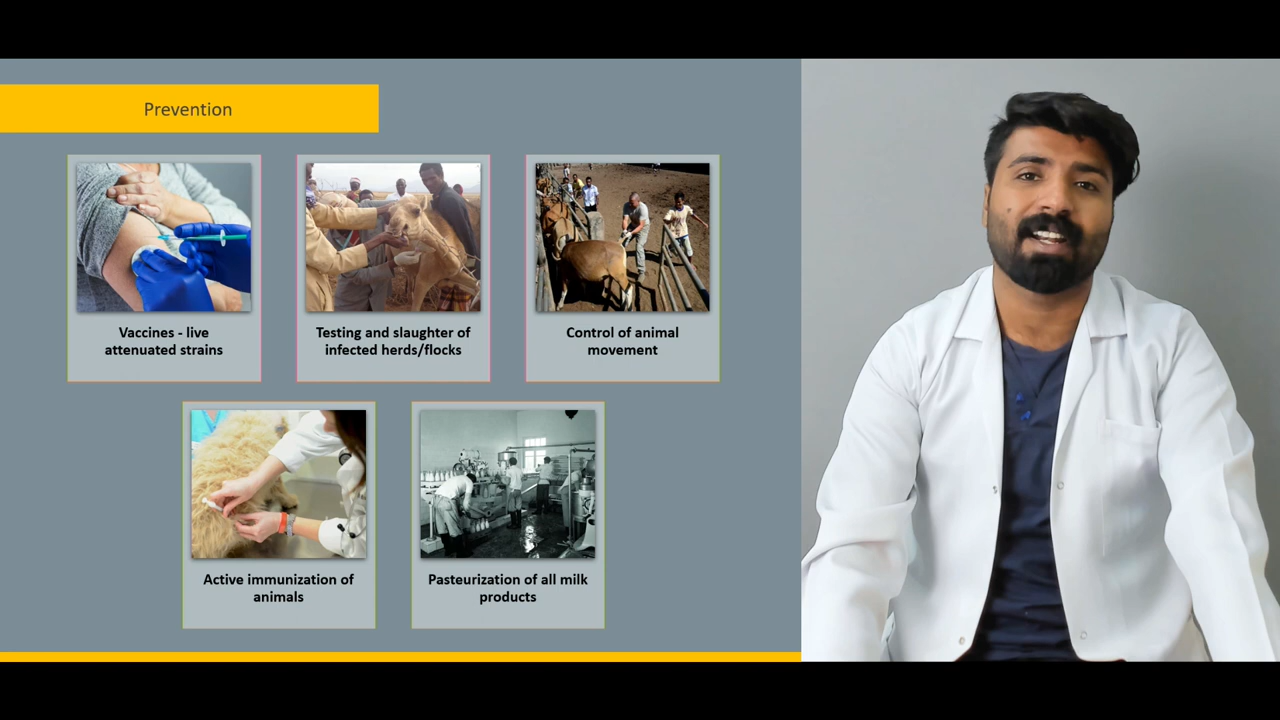 Prevention
Vaccines - live
attenuated strains
Testing and slaughter of
infected herds/flocks
Control of animal
movement
Active immunization of
animals
Pasteurization of all milk
products